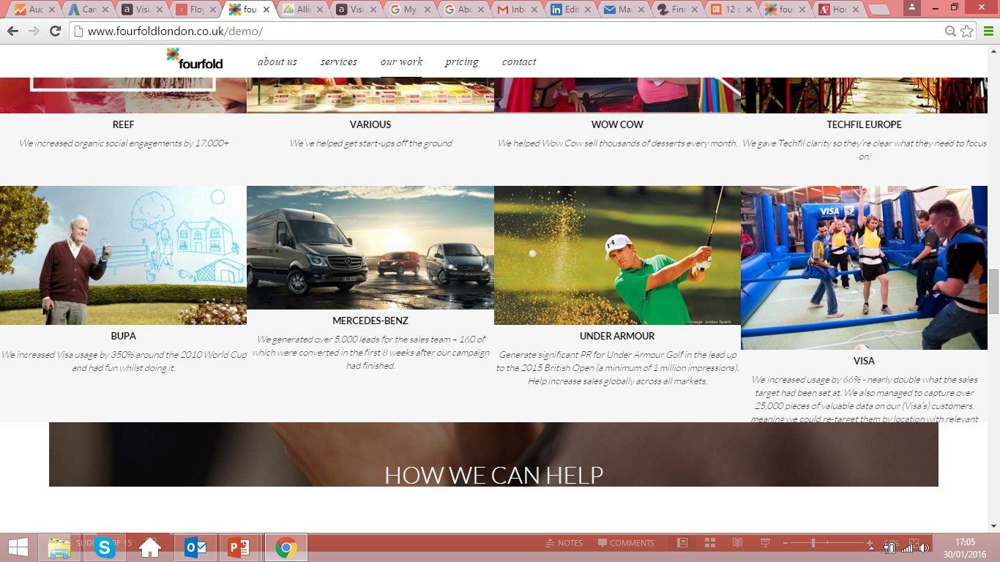 Auc
Can
Visi
Floy
four
Allie
Visi
My
Abo
Inb
Edit
Mai
Find
12 s
four
Hor
www.fourfoldlondon.co.uk/demo/
fourfold
about us
services
our work
pricing
contact
REEF
We increased organic social engagements by 17,000+
VARIOUS
We've helped get start-ups off the ground
WOW COW
We helped Wow Cow sell thousands of desserts every month.
TECHFIL EUROPE
We gave Techfil clarity so they're clear what they need to focus
on.
BUPA
We increased Visa usage by 350% around the 2010 World Cup
and had fun whilst doing it.
MERCEDES-BENZ
We generated over 5,000 leads for the sales team – 160 of
which were converted in the first 8 weeks after our campaign
had finished.
Image: Jordan Spieth
UNDER ARMOUR
Generate significant PR for Under Armour Golf in the lead up
to the 2015 British Open (a minimum of 1 million impressions).
Help increase sales globally across all markets.
VISA
VISA
We increased usage by 66% - nearly double what the sales
target had been set at. We also managed to capture over
25,000 pieces of valuable data on our (Visa's) customers,
meaning we could re-target them by location with relevant
HOW WE CAN HELP
OF 15
NOTES
COMMENTS
64%
17:05
30/01/2016